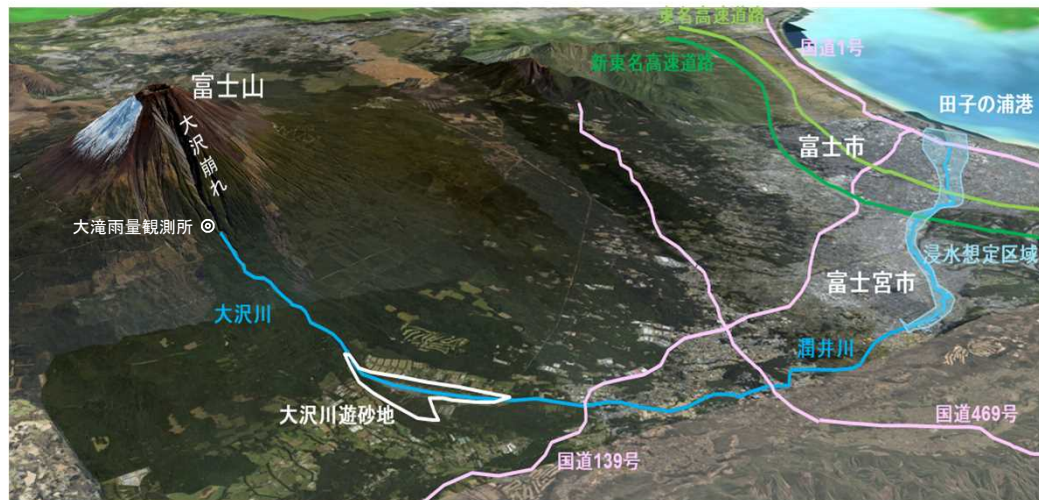 東名高速道路
国道1号
新東名高速道路
富士山
田子の浦港
大沢崩れ
富士市
大滝雨量観測所
浸水想定区域
富士宮市
大沢川
潤井川
大沢川遊砂地
国道469号
国道139号